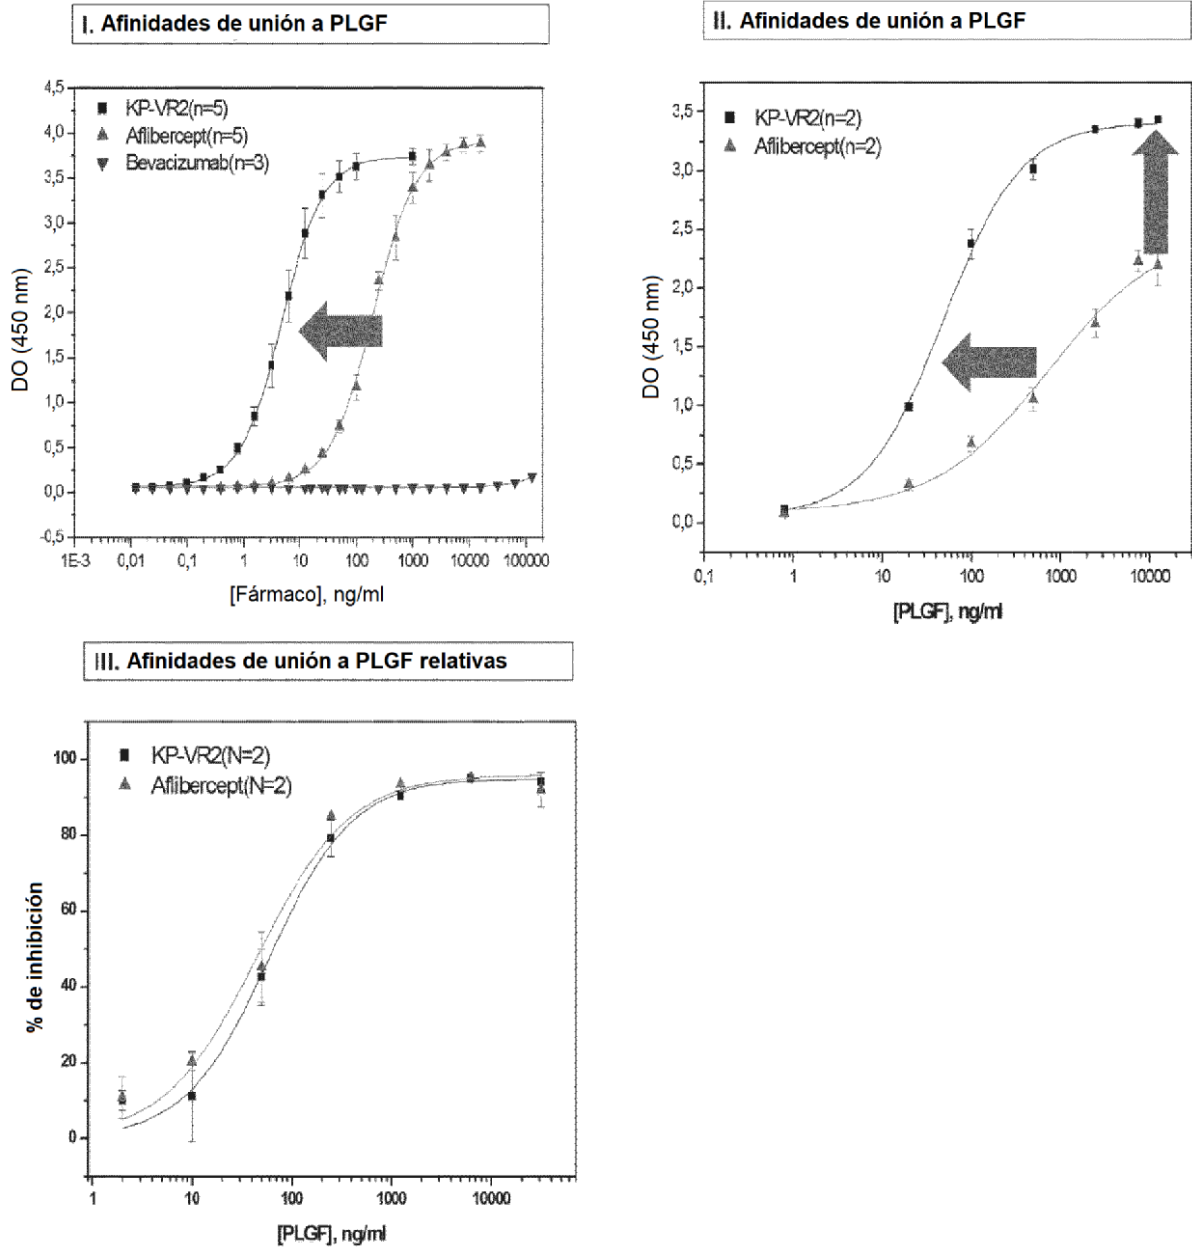 I. Afinidades de unión a PLGF
4,5
4,0
3,5
3,0
2,5
2,0
1,5
1,0
0,5
0,0
-0,5
DO (450 nm)
KP-VR2(n=5)
Aflibercept(n=5)
Bevacizumab(n=3)
1E-3 0,01 0,1 1 10 100 1000 100000
[Fármaco], ng/ml
II. Afinidades de unión a PLGF
3,5
3,0
2,5
2,0
1,5
1,0
0,5
0,0
DO (450 nm)
KP-VR2(n=2)
Aflibercept(n=2)
0,1 1 10 100 1000 10000
[PLGF], ng/ml
III. Afinidades de unión a PLGF relativas
100
80
60
40
20
0
% de inhibición
KP-VR2(N=2)
Aflibercept(N=2)
1 10 100 1000 10000
[PLGF], ng/ml